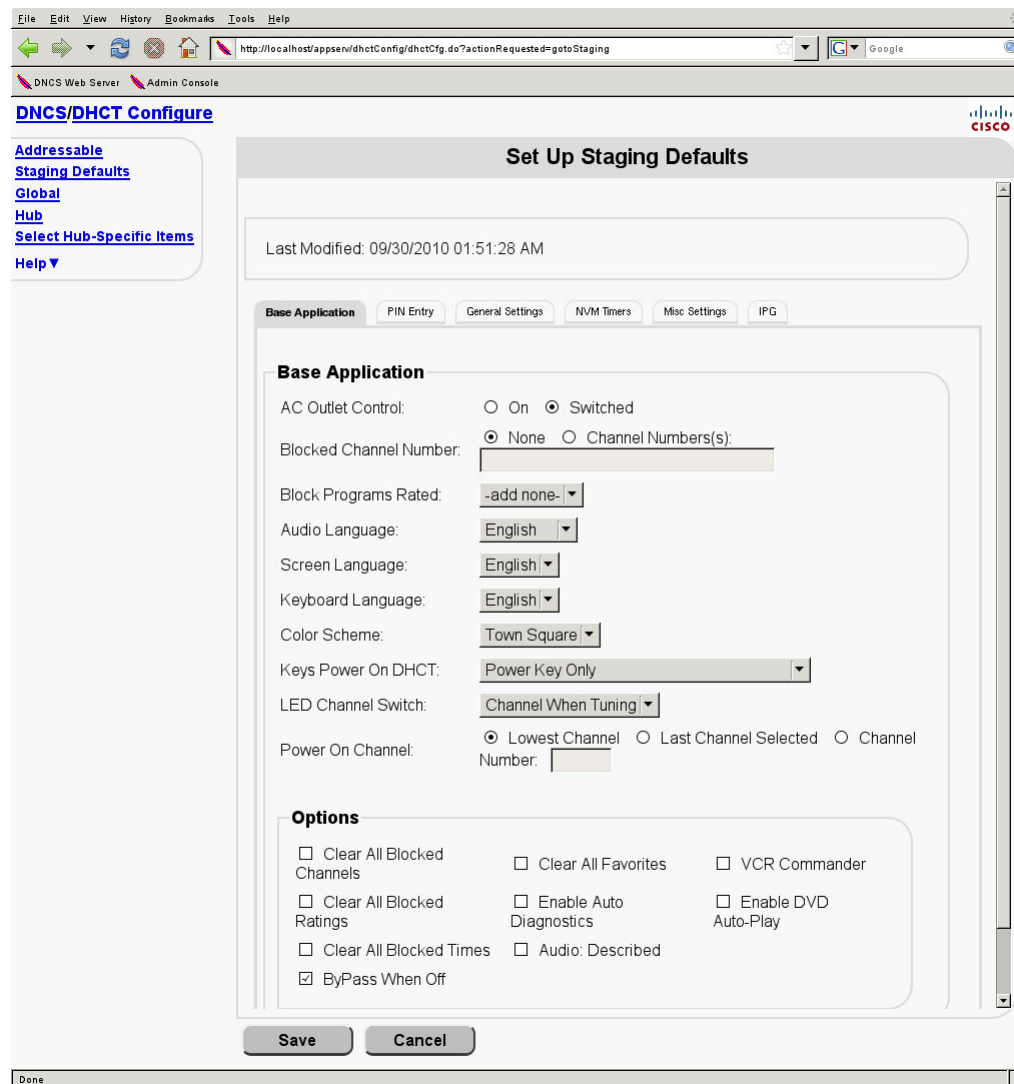 File Edit View History Bookmarks Tools Help
http://localhost/appserv/dhctConfig/dhctCfg.do?actionRequested=gotoStaging
G Google
DNCS Web Server Admin Console
DNCS/DHCT Configure
CISCO
Addressable
Staging Defaults
Global
Hub
Select Hub-Specific Items
Help▼
Set Up Staging Defaults
Last Modified: 09/30/2010 01:51:28 AM
Base Application PIN Entry General Settings NVM Timers Misc Settings IPG
Base Application
AC Outlet Control: On Switched
Blocked Channel Number: None Channel Numbers(s):
Block Programs Rated: -add none-
Audio Language: English
Screen Language: English
Keyboard Language: English
Color Scheme: Town Square
Keys Power On DHCT: Power Key Only
LED Channel Switch: Channel When Tuning
Power On Channel: Lowest Channel Last Channel Selected Channel
Number:
Options
Clear All Blocked
Channels
Clear All Favorites
VCR Commander
Clear All Blocked
Ratings
Enable Auto
Diagnostics
Enable DVD
Auto-Play
Clear All Blocked Times
Audio: Described
ByPass When Off
Save Cancel
Done